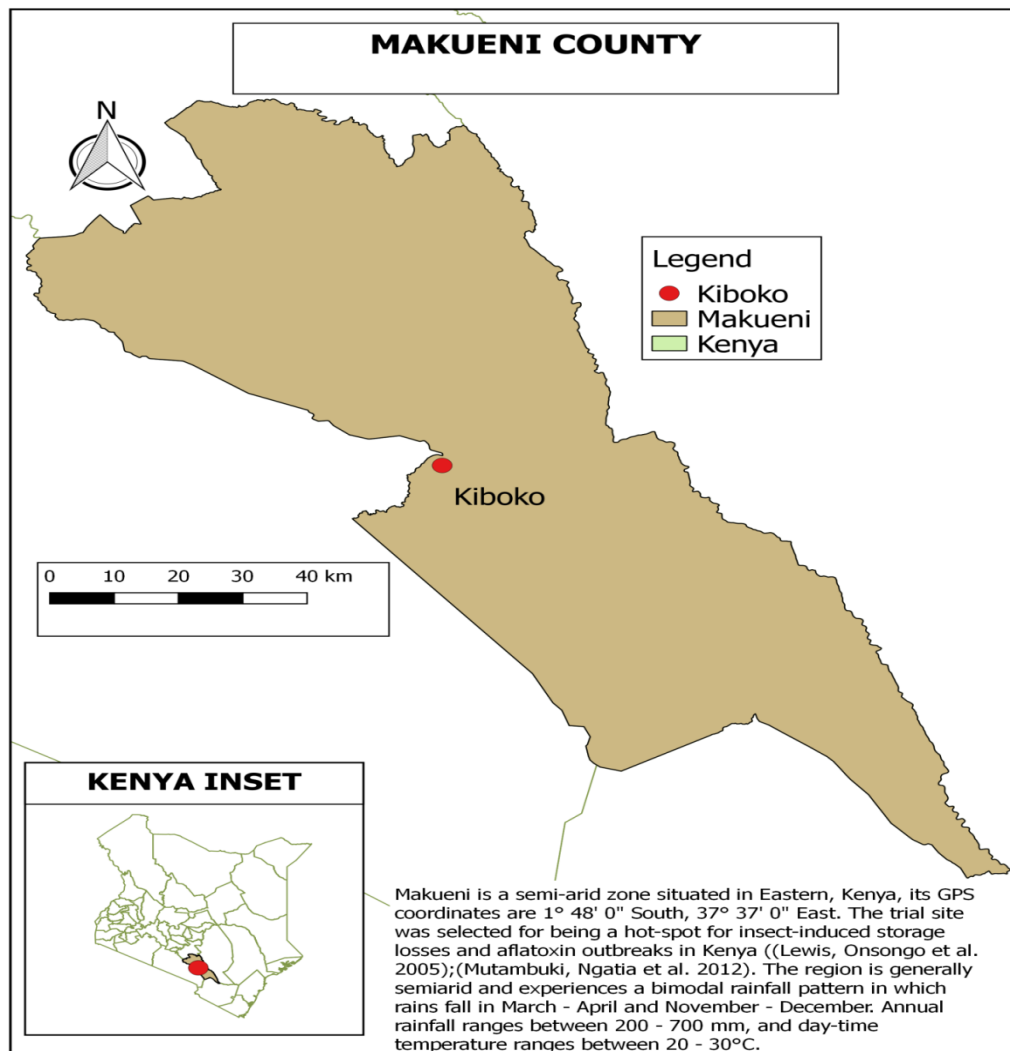 MAKUENI COUNTY
N
Legend
Kiboko
Makueni
Kenya
Kiboko
0 10 20 30 40 km
KENYA INSET
Makueni is a semi-arid zone situated in Eastern, Kenya, its GPS
coordinates are 1° 48' 0" South, 37° 37' 0" East. The trial site
was selected for being a hot-spot for insect-induced storage
losses and aflatoxin outbreaks in Kenya ((Lewis, Onsongo et al.
2005);(Mutambuki, Ngatia et al. 2012). The region is generally
semiarid and experiences a bimodal rainfall pattern in which
rains fall in March - April and November - December. Annual
rainfall ranges between 200 - 700 mm, and day-time
temperature ranges between 20 - 30°C.